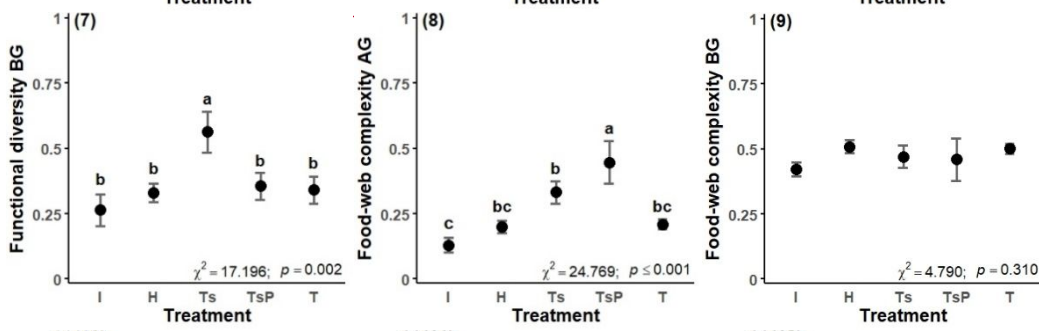 Treatment Treatment Treatment
(7)
Functional diversity BG
1
0.75
0.5
0.25
0
b b a b b
χ² = 17.196; p = 0.002
I H Ts TsP T
Treatment
(8)
Food-web complexity AG
1
0.75
0.5
0.25
0
c bc b a bc
χ² = 24.769; p ≤ 0.001
I H Ts TsP T
Treatment
(9)
Food-web complexity BG
1
0.75
0.5
0.25
0
χ² = 4.790; p = 0.310
I H Ts TsP T
Treatment